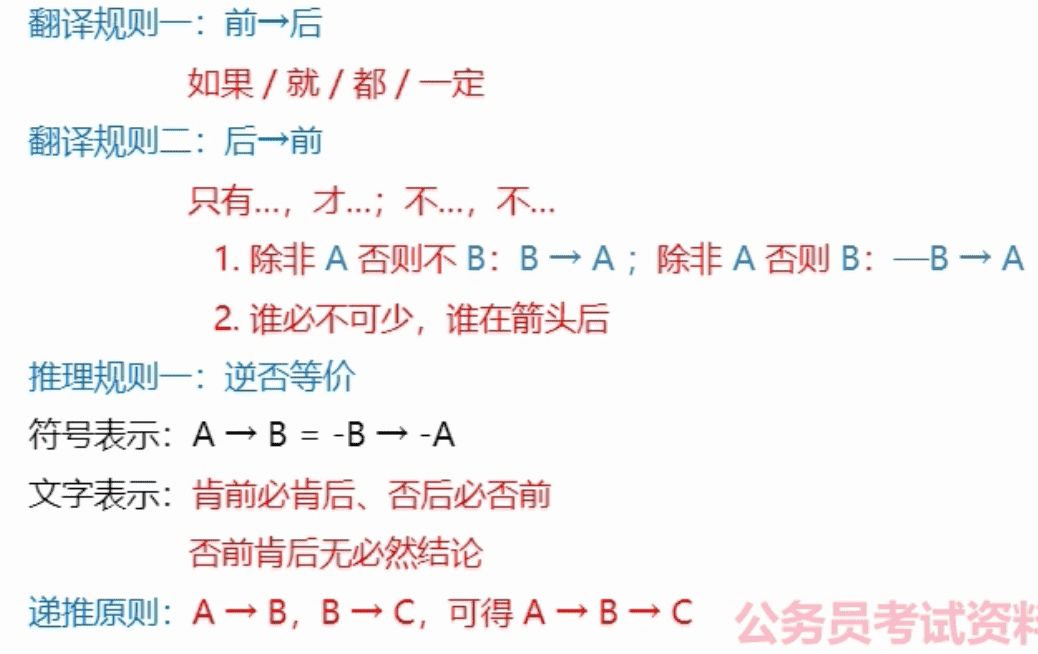 翻译规则一：前→后
如果 / 就 / 都 / 一定
翻译规则二：后→前
只有…，才…；不…，不…
1. 除非 A 否则不 B：B → A ；除非 A 否则 B：—B → A
2. 谁必不可少，谁在箭头后
推理规则一：逆否等价
符号表示：A → B = -B → -A
文字表示：肯前必肯后、否后必否前
否前肯后无必然结论
递推原则：A → B，B → C，可得 A → B → C
公务员考试资料